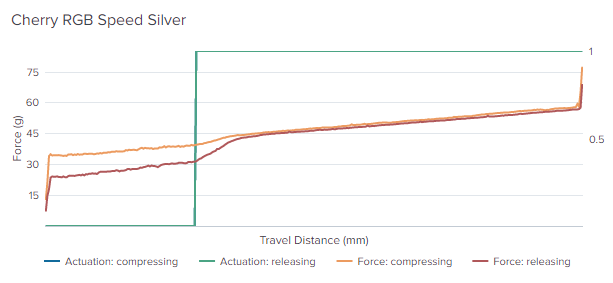 Cherry RGB Speed Silver
1
75
60
45
0.5
30
15
Force (g)
Travel Distance (mm)
Actuation: compressing
Actuation: releasing
Force: compressing
Force: releasing